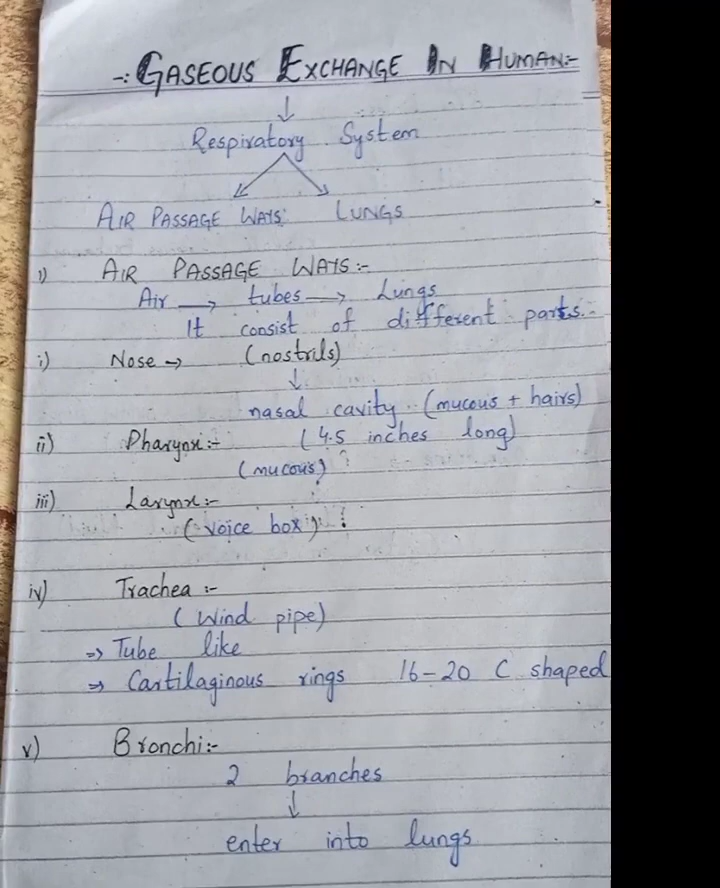 -: GASEOUS EXCHANGE IN HUMAN:-
↓
Respiratory System
AIR PASSAGE WAYS: LUNGS
1) AIR PASSAGE WAYS:-
Air → tubes → Lungs
It consist of different parts.
i) Nose → (nostrils)
↓
nasal cavity (mucous + hairs)
ii) Pharynx:- (4.5 inches long)
(mucous)
iii) Larynx:-
(voice box)
iv) Trachea :-
(Wind pipe)
⇒ Tube like
⇒ Cartilaginous rings 16-20 C shaped
v) Bronchi:-
2 branches
↓
enter into lungs